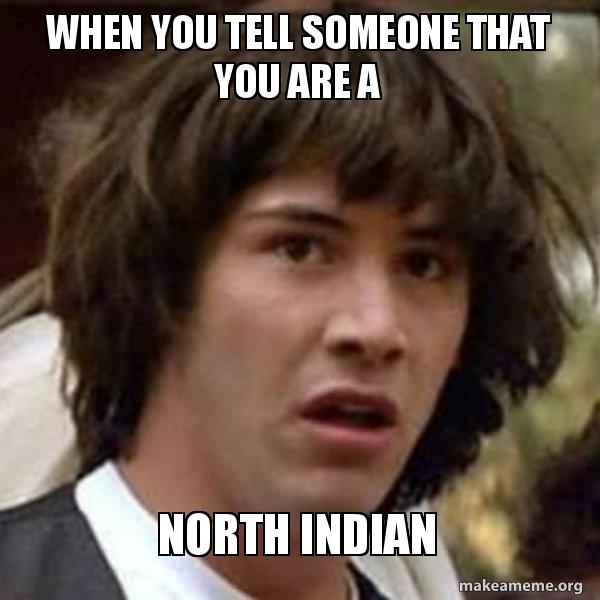 WHEN YOU TELL SOMEONE THAT
YOU ARE A
NORTH INDIAN
makeameme.org